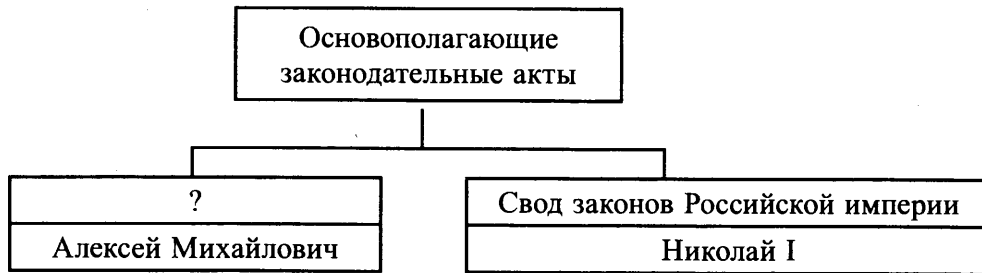 Основополагающие
законодательные акты
?
Алексей Михайлович
Свод законов Российской империи
Николай I